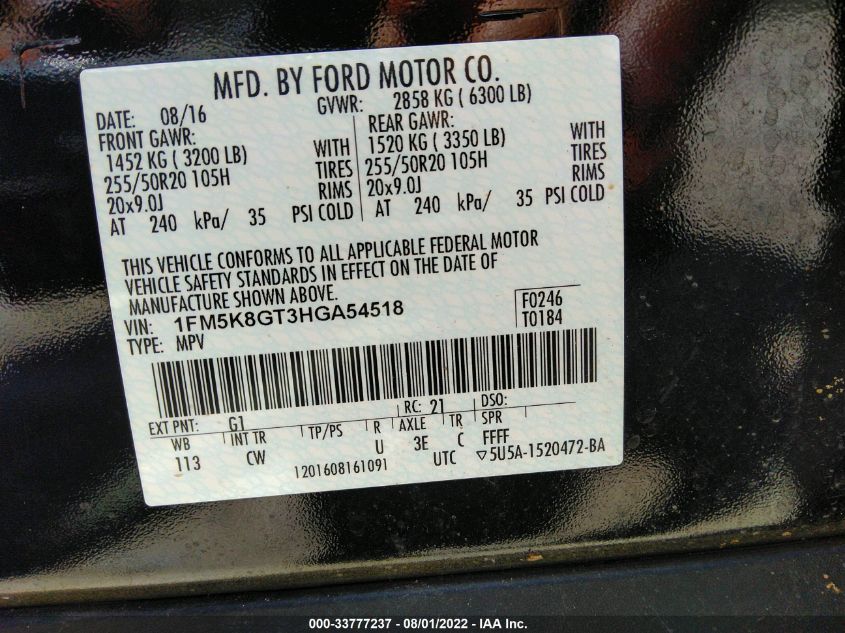 MFD. BY FORD MOTOR CO.
DATE: 08/16 GVWR: 2858 KG ( 6300 LB)
FRONT GAWR: REAR GAWR:
1452 KG ( 3200 LB) WITH 1520 KG ( 3350 LB) WITH
255/50R20 105H TIRES 255/50R20 105H TIRES
20x9.0J RIMS 20x9.0J RIMS
AT 240 kPa/ 35 PSI COLD AT 240 kPa/ 35 PSI COLD
THIS VEHICLE CONFORMS TO ALL APPLICABLE FEDERAL MOTOR
VEHICLE SAFETY STANDARDS IN EFFECT ON THE DATE OF
MANUFACTURE SHOWN ABOVE.
VIN: 1FM5K8GT3HGA54518 F0246
TYPE: MPV T0184
EXT PNT: G1 RC: 21 DSO:
WB INT TR TP/PS R AXLE TR SPR
113 CW U 3E C FFFF
1201608161091 UTC ▽5U5A-1520472-BA
000-33777237 - 08/01/2022 - IAA Inc.